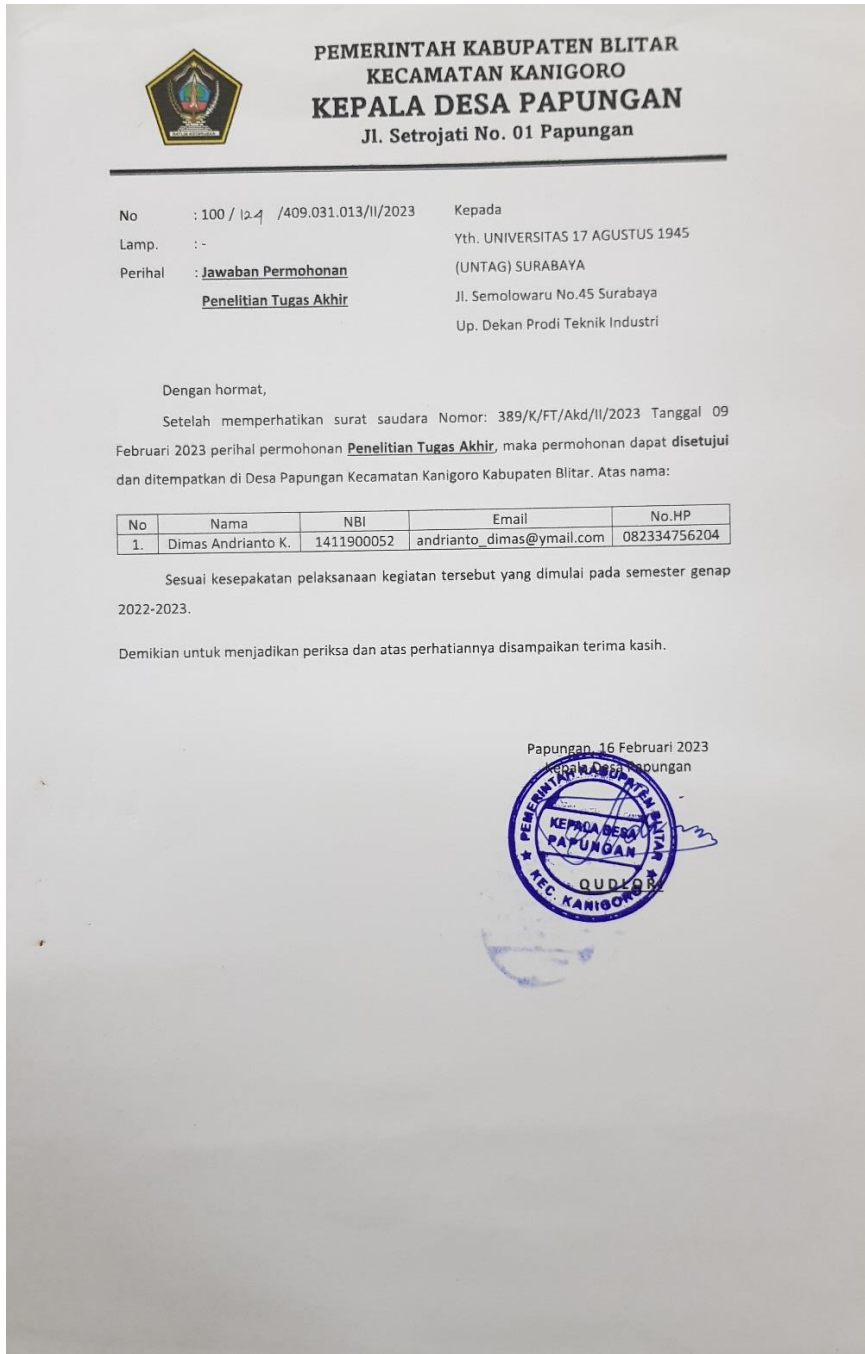 PEMERINTAH KABUPATEN BLITAR
KECAMATAN KANIGORO
KEPALA DESA PAPUNGAN
Jl. Setrojati No. 01 Papungan
No : 100 / 124 /409.031.013/II/2023
Lamp. : -
Perihal : Jawaban Permohonan
Penelitian Tugas Akhir
Kepada
Yth. UNIVERSITAS 17 AGUSTUS 1945
(UNTAG) SURABAYA
Jl. Semolowaru No.45 Surabaya
Up. Dekan Prodi Teknik Industri
Dengan hormat,
Setelah memperhatikan surat saudara Nomor: 389/K/FT/Akd/II/2023 Tanggal 09
Februari 2023 perihal permohonan Penelitian Tugas Akhir, maka permohonan dapat disetujui
dan ditempatkan di Desa Papungan Kecamatan Kanigoro Kabupaten Blitar. Atas nama:
No Nama NBI Email No.HP
1. Dimas Andrianto K. 1411900052 andrianto_dimas@ymail.com 082334756204
Sesuai kesepakatan pelaksanaan kegiatan tersebut yang dimulai pada semester genap
2022-2023.
Demikian untuk menjadikan periksa dan atas perhatiannya disampaikan terima kasih.
Papungan, 16 Februari 2023
Kepala Desa Papungan
PEMERINTAH KABUPATEN BLITAR
KEPALA DESA
PAPUNGAN
KEC. KANIGORO
QUDLORI